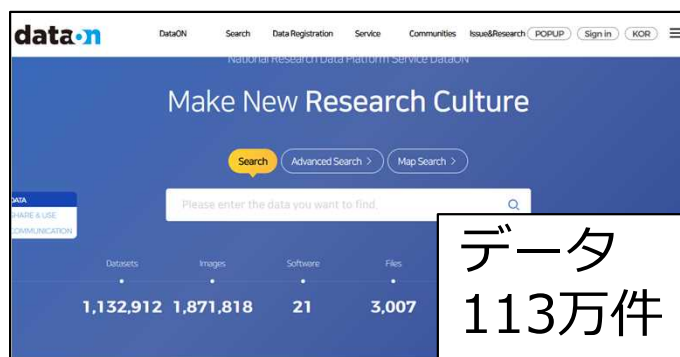 dataon
DataON Search Data Registration Service Communities Issue&Research POPUP Sign in KOR
National Research Data Platform Service DataON
Make New Research Culture
Search Advanced Search > Map Search >
DATA
SHARE & USE
COMMUNICATION
Please enter the data you want to find.
Datasets Images Software Files
1,132,912 1,871,818 21 3,007
データ
113万件